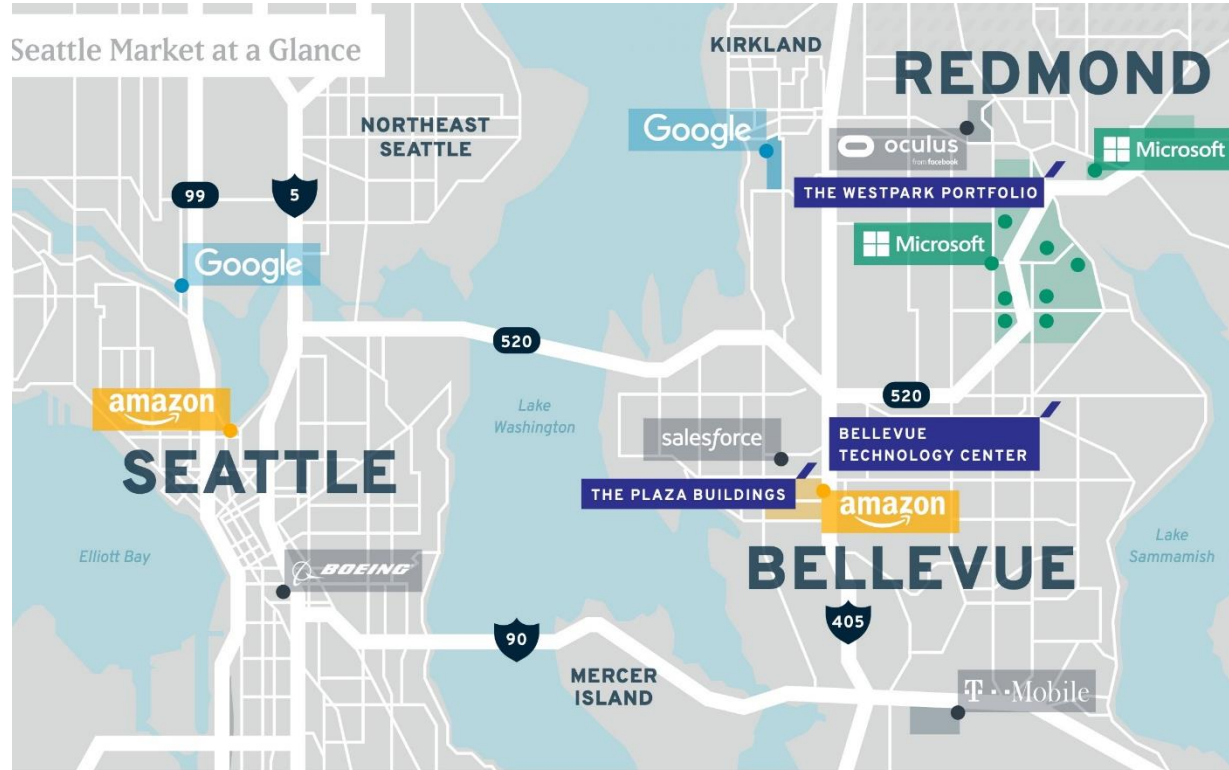 Seattle Market at a Glance
KIRKLAND
REDMOND
NORTHEAST
SEATTLE
Google
oculus
from facebook
Microsoft
THE WESTPARK PORTFOLIO
99
5
Google
Microsoft
520
amazon
Lake
Washington
520
SEATTLE
salesforce
BELLEVUE
TECHNOLOGY CENTER
THE PLAZA BUILDINGS
amazon
Elliott Bay
Lake
Sammamish
BELLEVUE
BOEING
405
90
MERCER
ISLAND
T-Mobile